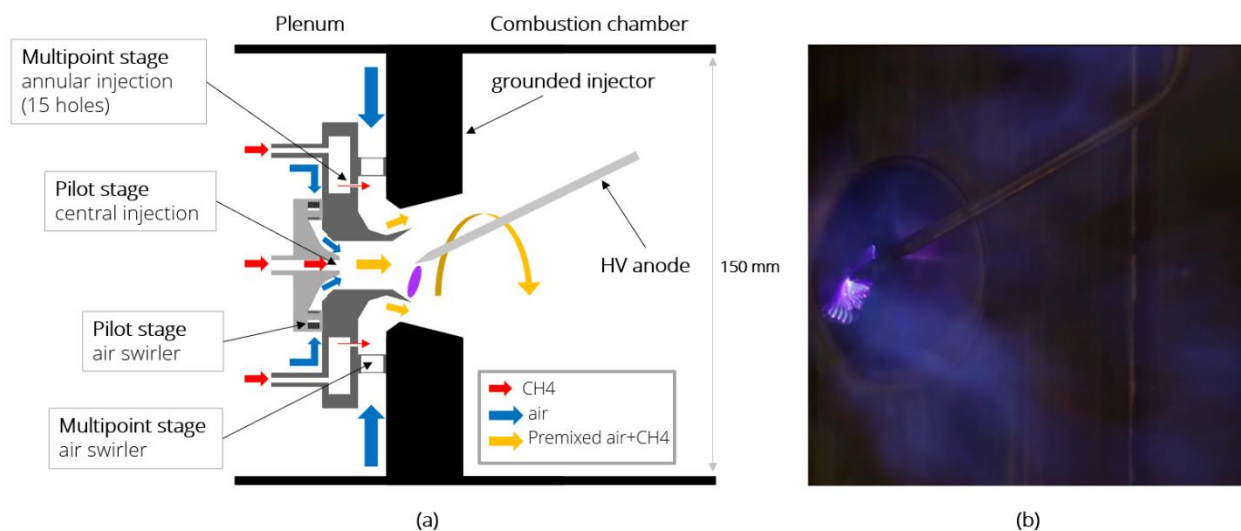 Plenum
Combustion chamber
Multipoint stage
annular injection
(15 holes)
grounded injector
Pilot stage
central injection
HV anode
150 mm
Pilot stage
air swirler
Multipoint stage
air swirler
CH4
air
Premixed air+CH4
(a)
(b)